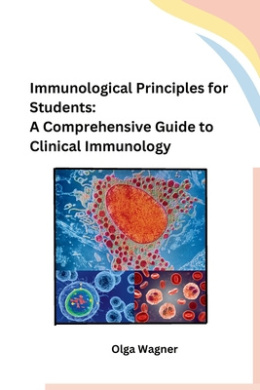 Immunological Principles for
Students:
A Comprehensive Guide to
Clinical Immunology
Olga Wagner